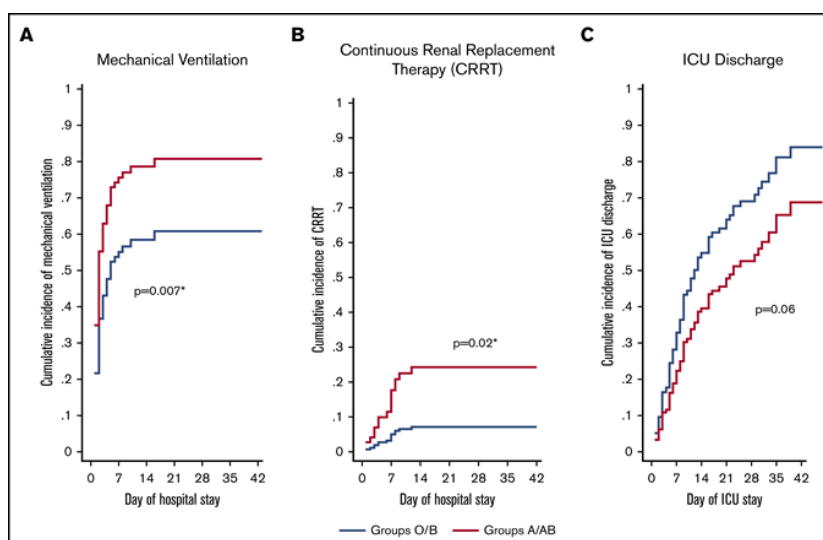 A
Mechanical Ventilation
Cumulative incidence of mechanical ventilation
1
.9
.8
.7
.6
.5
.4
.3
.2
.1
0
p=0.007*
0 7 14 21 28 35 42
Day of hospital stay
B
Continuous Renal Replacement
Therapy (CRRT)
Cumulative incidence of CRRT
1
.9
.8
.7
.6
.5
.4
.3
.2
.1
0
p=0.02*
0 7 14 21 28 35 42
Day of hospital stay
C
ICU Discharge
Cumulative incidence of ICU discharge
1
.9
.8
.7
.6
.5
.4
.3
.2
.1
0
p=0.06
0 7 14 21 28 35 42
Day of ICU stay
Groups O/B Groups A/AB